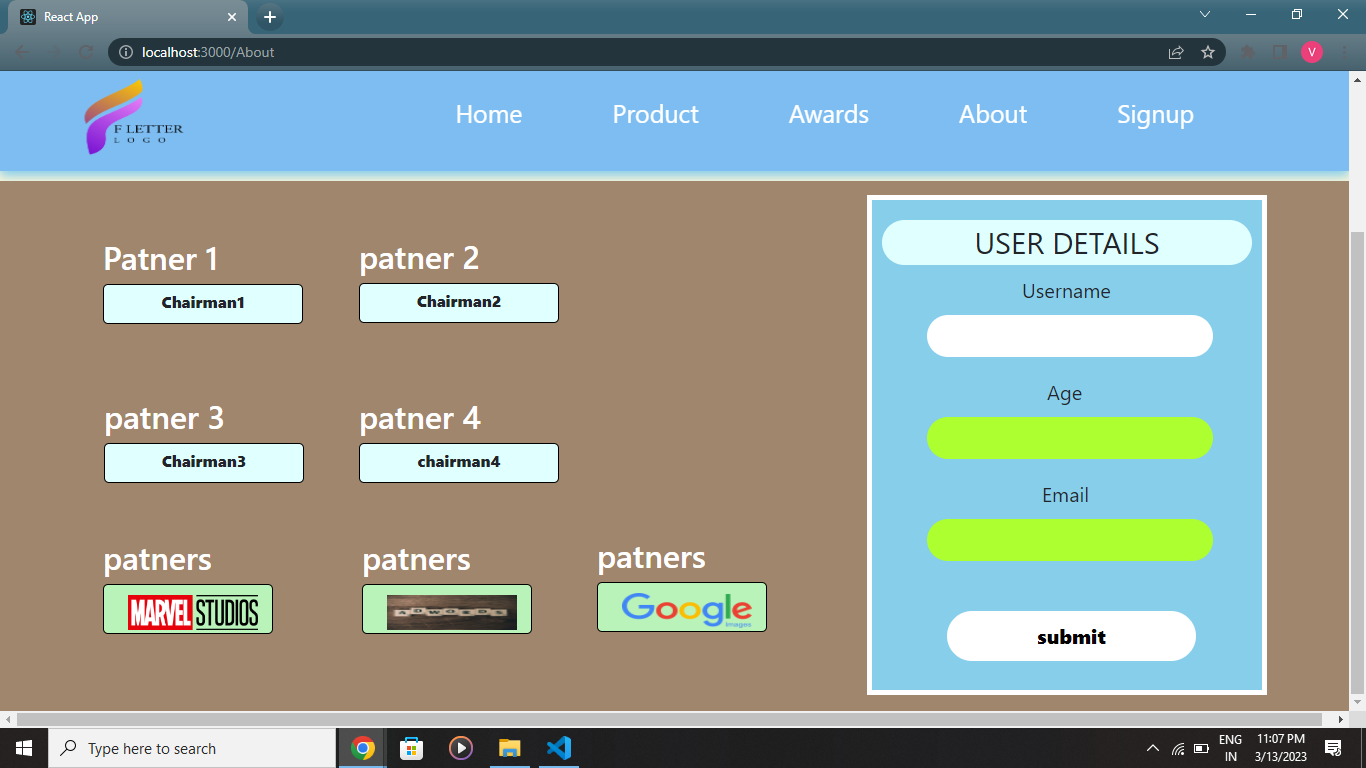 React App
localhost:3000/About
V
F LETTER
LOGO
Home Product Awards About Signup
Patner 1 patner 2
Chairman1 Chairman2
patner 3 patner 4
Chairman3 chairman4
patners patners patners
MARVEL STUDIOS ADWORDS Google
images
USER DETAILS
Username
Age
Email
submit
Type here to search
ENG
IN
11:07 PM
3/13/2023